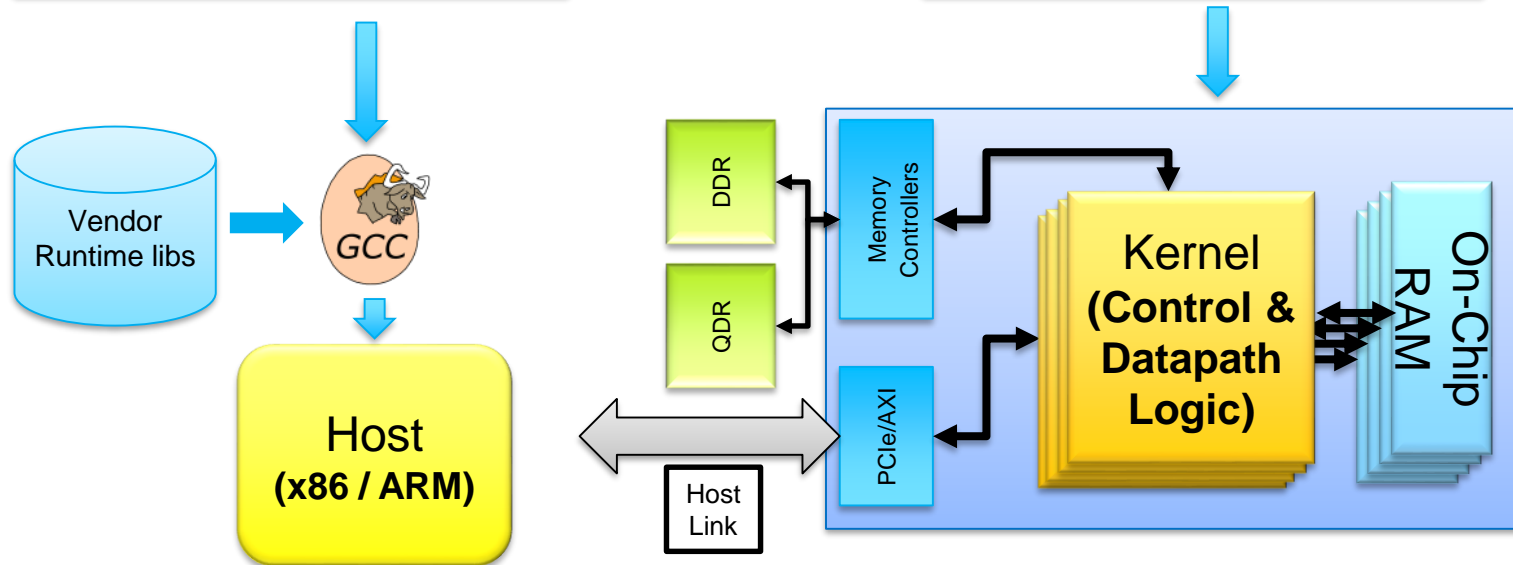 Vendor
Runtime libs
GCC
Host
(x86 / ARM)
DDR
QDR
Host
Link
Memory
Controllers
PCIe/AXI
Kernel
(Control &
Datapath
Logic)
On-Chip
RAM